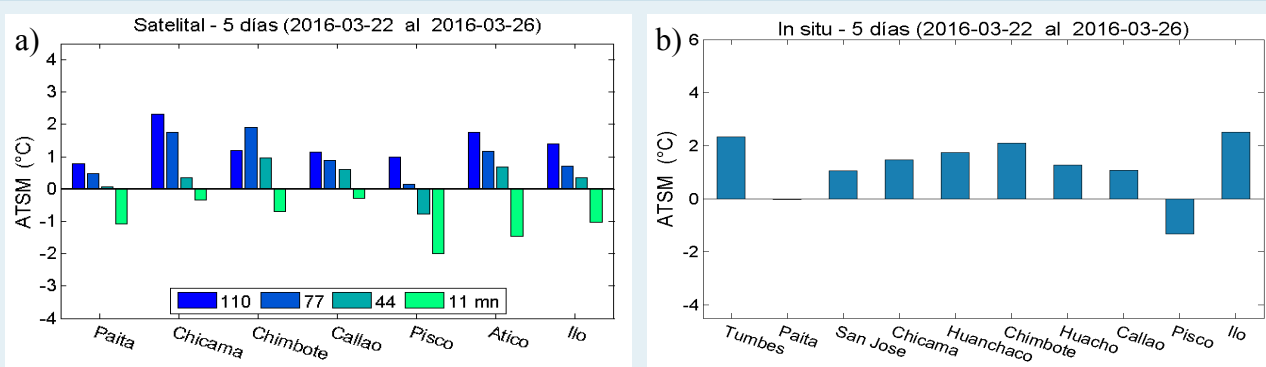 a)
Satelital - 5 días (2016-03-22 al 2016-03-26)
ATSM (°C)
4
3
2
1
0
-1
-2
-3
-4
110 77 44 11 mn
Paita Chicama Chimbote Callao Pisco Atico Ilo
b)
In situ - 5 días (2016-03-22 al 2016-03-26)
ATSM (°C)
6
4
2
0
-2
-4
Tumbes Paita San Jose Chicama Huanchaco Chimbote Huacho Callao Pisco Ilo